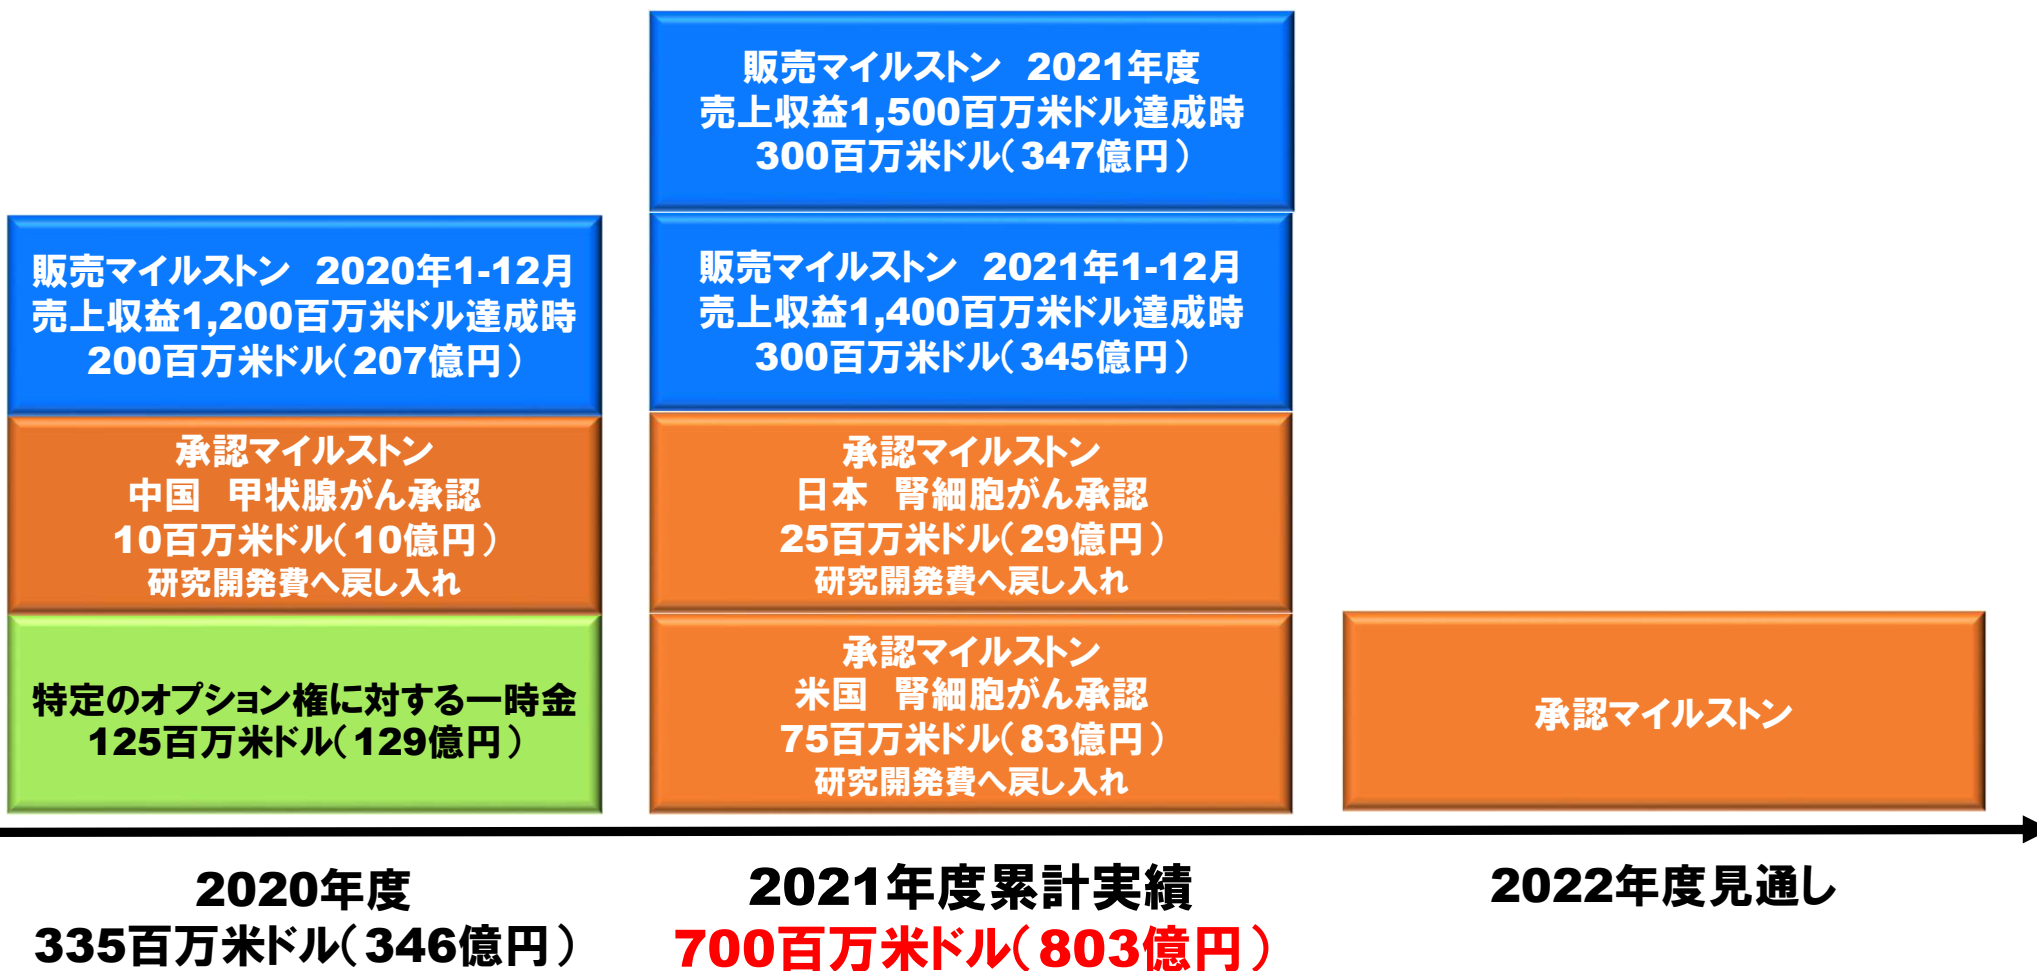 販売マイルストン 2020年1-12月
売上収益1,200百万米ドル達成時
200百万米ドル（207億円）
承認マイルストン
中国 甲状腺がん承認
10百万米ドル（10億円）
研究開発費へ戻し入れ
特定のオプション権に対する一時金
125百万米ドル（129億円）
2020年度
335百万米ドル（346億円）
販売マイルストン 2021年度
売上収益1,500百万米ドル達成時
300百万米ドル（347億円）
販売マイルストン 2021年1-12月
売上収益1,400百万米ドル達成時
300百万米ドル（345億円）
承認マイルストン
日本 腎細胞がん承認
25百万米ドル（29億円）
研究開発費へ戻し入れ
承認マイルストン
米国 腎細胞がん承認
75百万米ドル（83億円）
研究開発費へ戻し入れ
2021年度累計実績
700百万米ドル（803億円）
承認マイルストン
2022年度見通し